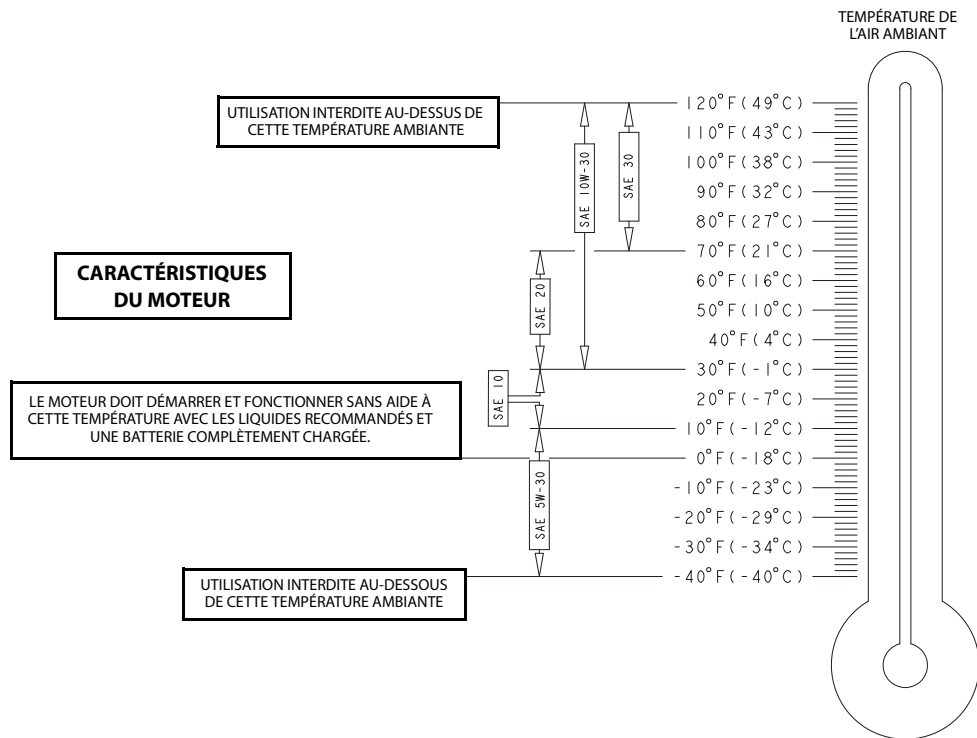 TEMPÉRATURE DE
L'AIR AMBIANT
UTILISATION INTERDITE AU-DESSUS DE
CETTE TEMPÉRATURE AMBIANTE
120°F(49°C)
110°F(43°C)
100°F(38°C)
90°F(32°C)
80°F(27°C)
70°F(21°C)
60°F(16°C)
50°F(10°C)
40°F(4°C)
30°F(-1°C)
20°F(-7°C)
10°F(-12°C)
0°F(-18°C)
-10°F(-23°C)
-20°F(-29°C)
-30°F(-34°C)
-40°F(-40°C)
SAE 10W-30
SAE 30
SAE 20
SAE 10
SAE 5W-30
CARACTÉRISTIQUES
DU MOTEUR
LE MOTEUR DOIT DÉMARRER ET FONCTIONNER SANS AIDE À
CETTE TEMPÉRATURE AVEC LES LIQUIDES RECOMMANDÉS ET
UNE BATTERIE COMPLÈTEMENT CHARGÉE.
UTILISATION INTERDITE AU-DESSOUS
DE CETTE TEMPÉRATURE AMBIANTE